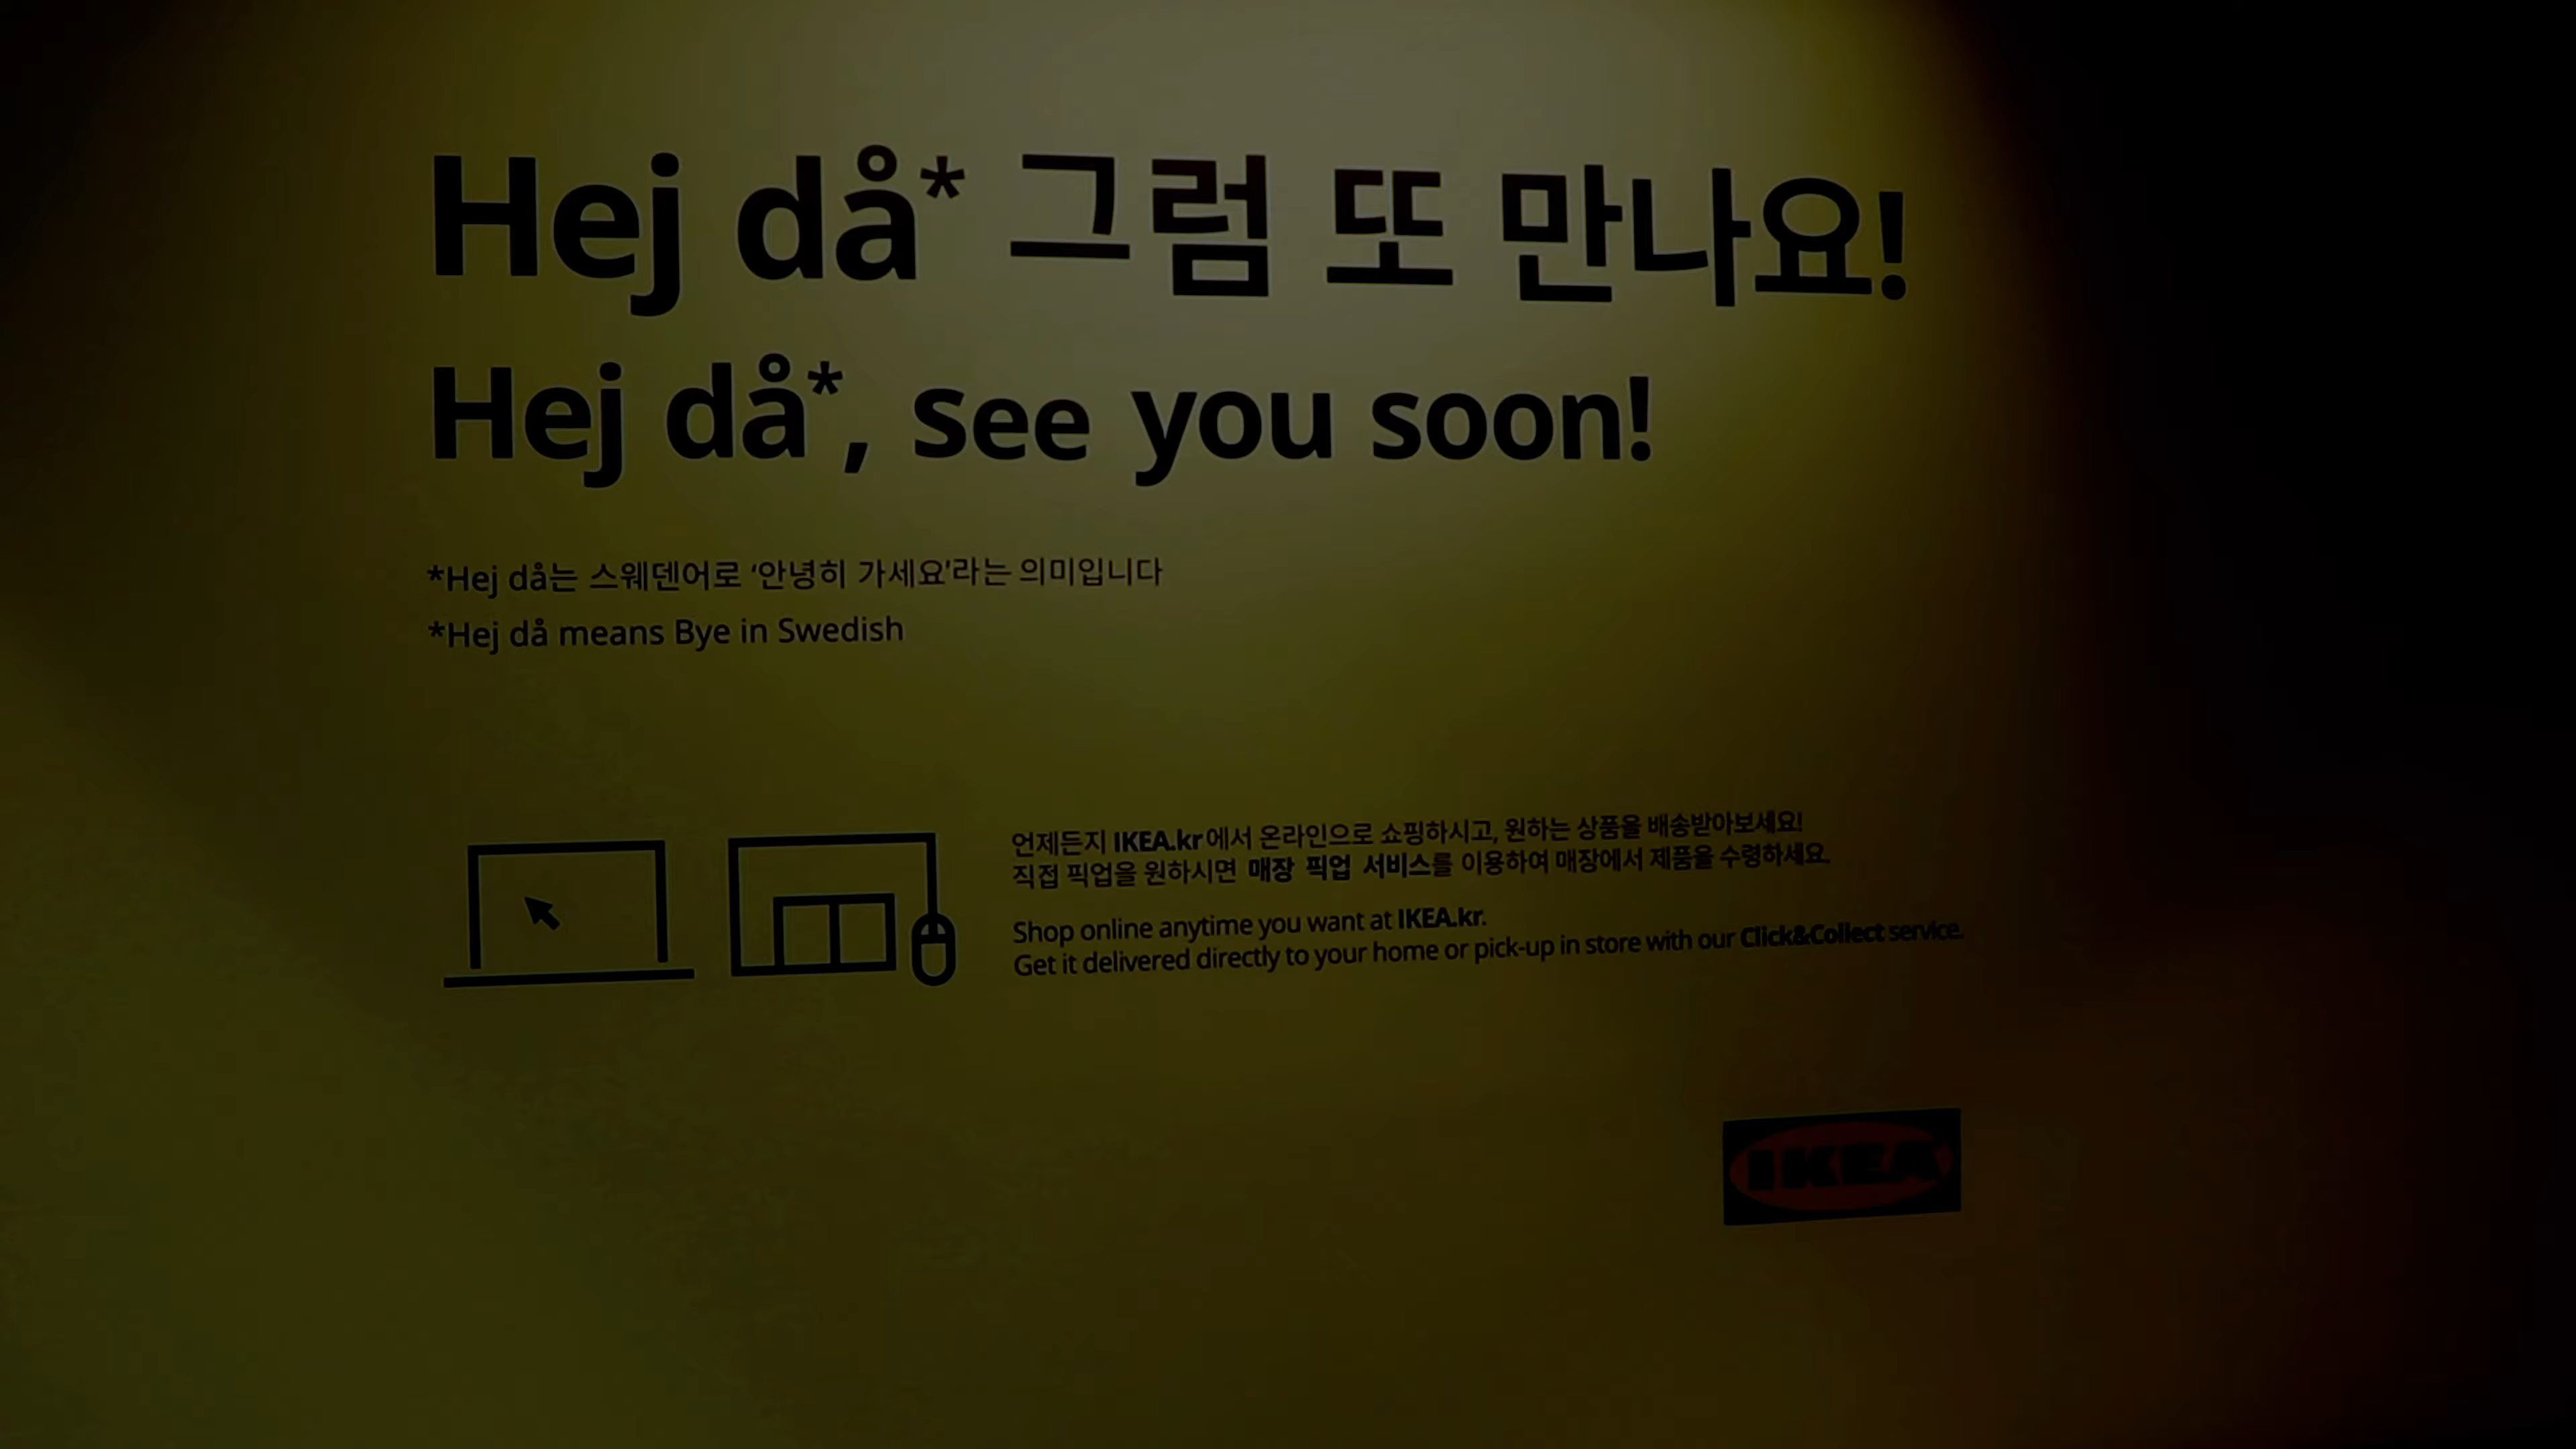 Hej då* 그럼 또 만나요!
Hej då*, see you soon!
*Hej då는 스웨덴어로 ‘안녕히 가세요’라는 의미입니다
*Hej då means Bye in Swedish
언제든지 IKEA.kr에서 온라인으로 쇼핑하시고, 원하는 상품을 배송받아보세요!
직접 픽업을 원하시면 매장 픽업 서비스를 이용하여 매장에서 제품을 수령하세요.
Shop online anytime you want at IKEA.kr.
Get it delivered directly to your home or pick-up in store with our Click&Collect service.
IKEA